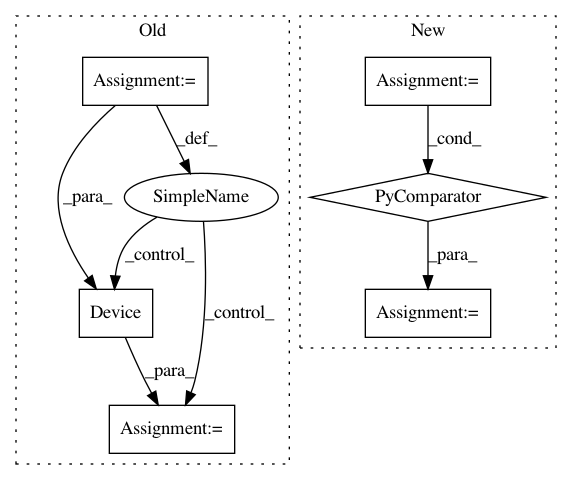 Old
New
Assignment:=
Assignment:=
_def_
_cond_
_para_
SimpleName
PyComparator
_control_
_control_
_para_
Device
Assignment:=
_para_
Assignment:=